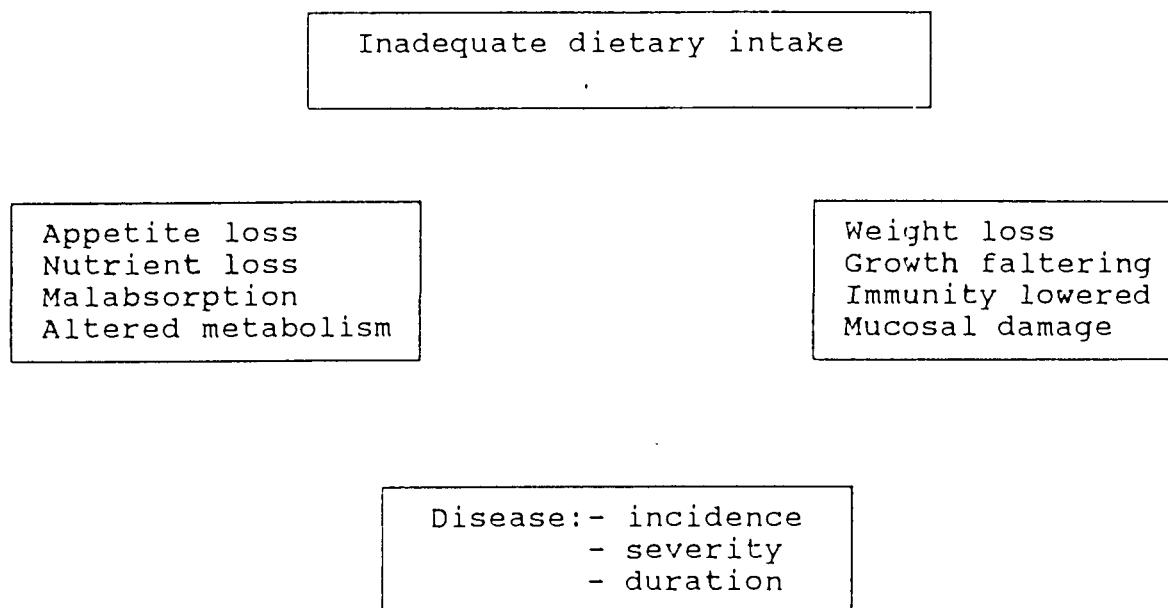 Inadequate dietary intake
Appetite loss
Nutrient loss
Malabsorption
Altered metabolism
Weight loss
Growth faltering
Immunity lowered
Mucosal damage
Disease:- incidence
- severity
- duration